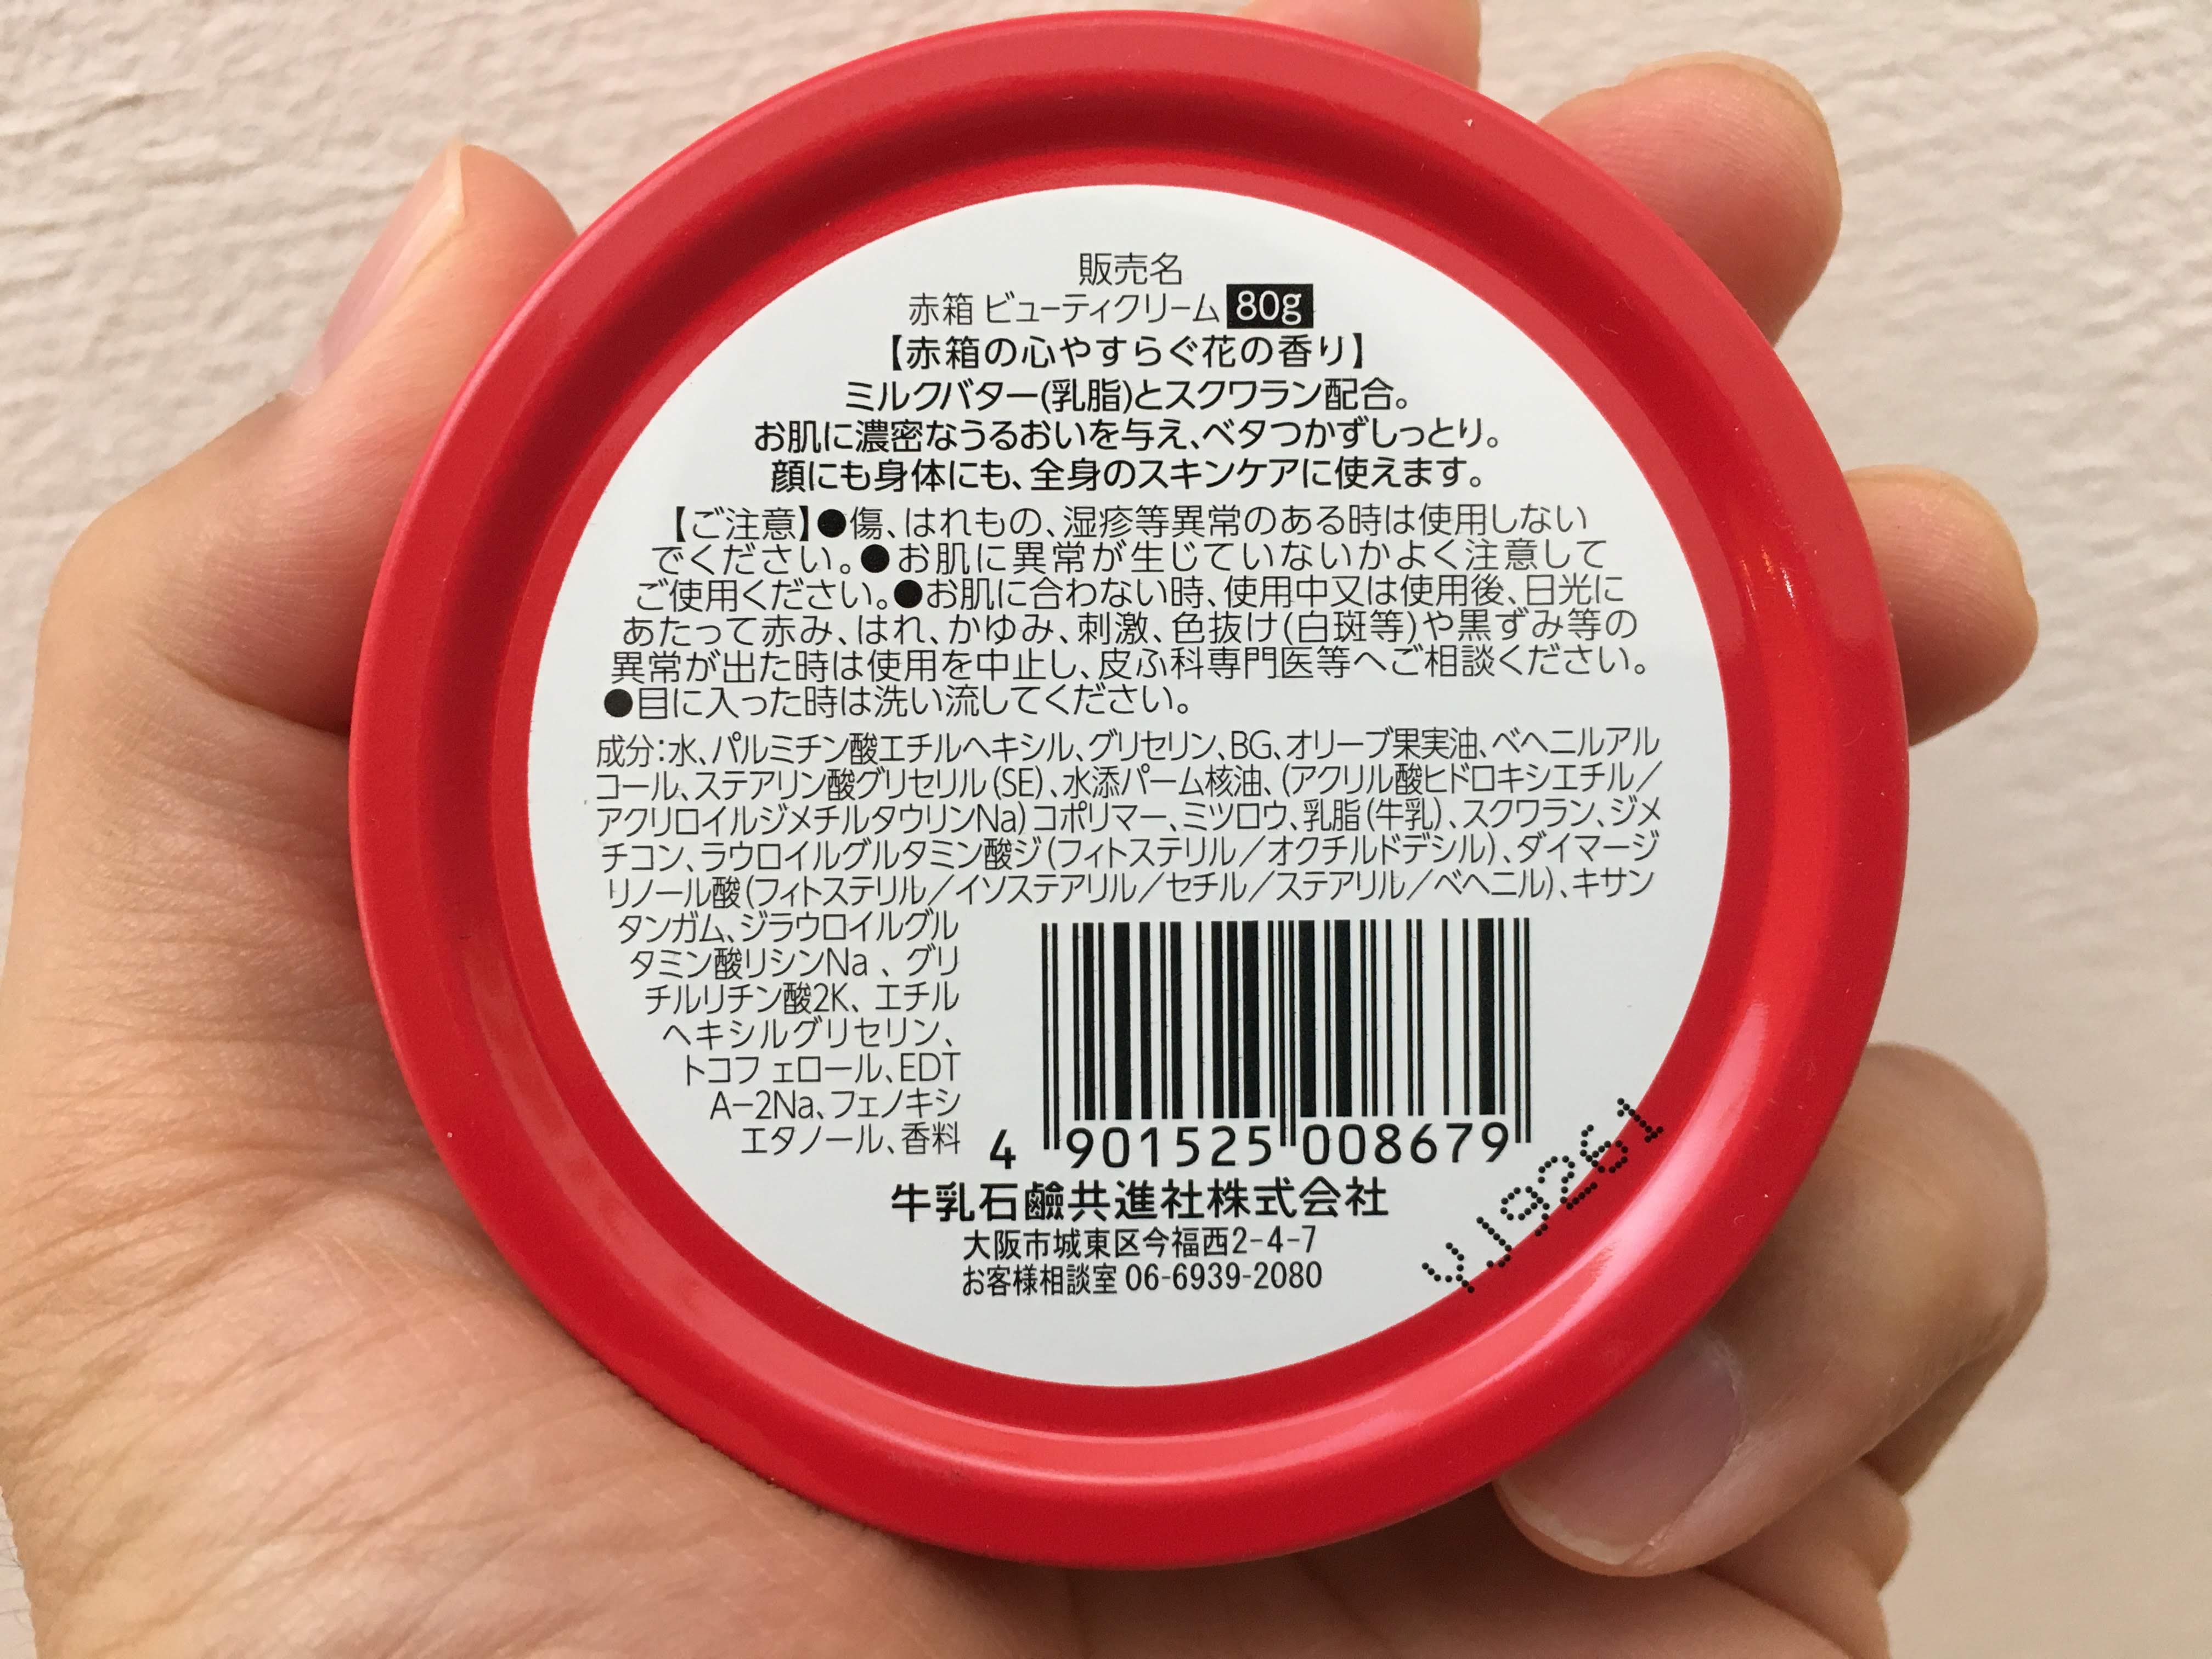 販売名
赤箱 ビューティクリーム 80g
【赤箱の心やすらぐ花の香り】
ミルクバター(乳脂)とスクワラン配合。
お肌に濃密なうるおいを与え、ベタつかずしっとり。
顔にも身体にも、全身のスキンケアに使えます。
【ご注意】●傷、はれもの、湿疹等異常のある時は使用しない
でください。●お肌に異常が生じていないかよく注意して
ご使用ください。●お肌に合わない時、使用中又は使用後、日光に
あたって赤み、はれ、かゆみ、刺激、色抜け(白斑等)や黒ずみ等の
異常が出た時は使用を中止し、皮ふ科専門医等へご相談ください。
●目に入った時は洗い流してください。
成分:水、パルミチン酸エチルヘキシル、グリセリン、BG、オリーブ果実油、ベヘニルアル
コール、ステアリン酸グリセリル(SE)、水添パーム核油、(アクリル酸ヒドロキシエチル/
アクリロイルジメチルタウリンNa)コポリマー、ミツロウ、乳脂(牛乳)、スクワラン、ジメ
チコン、ラウロイルグルタミン酸ジ(フィトステリル/オクチルドデシル)、ダイマージ
リノール酸(フィトステリル/イソステアリル/セチル/ステアリル/ベヘニル)、キサン
タンガム、ジラウロイルグル
タミン酸リシンNa、グリ
チルリチン酸2K、エチル
ヘキシルグリセリン、
トコフェロール、EDT
A-2Na、フェノキシ
エタノール、香料
4 901525 008679
牛乳石鹼共進社株式会社
大阪市城東区今福西2-4-7
お客様相談室 06-6939-2080